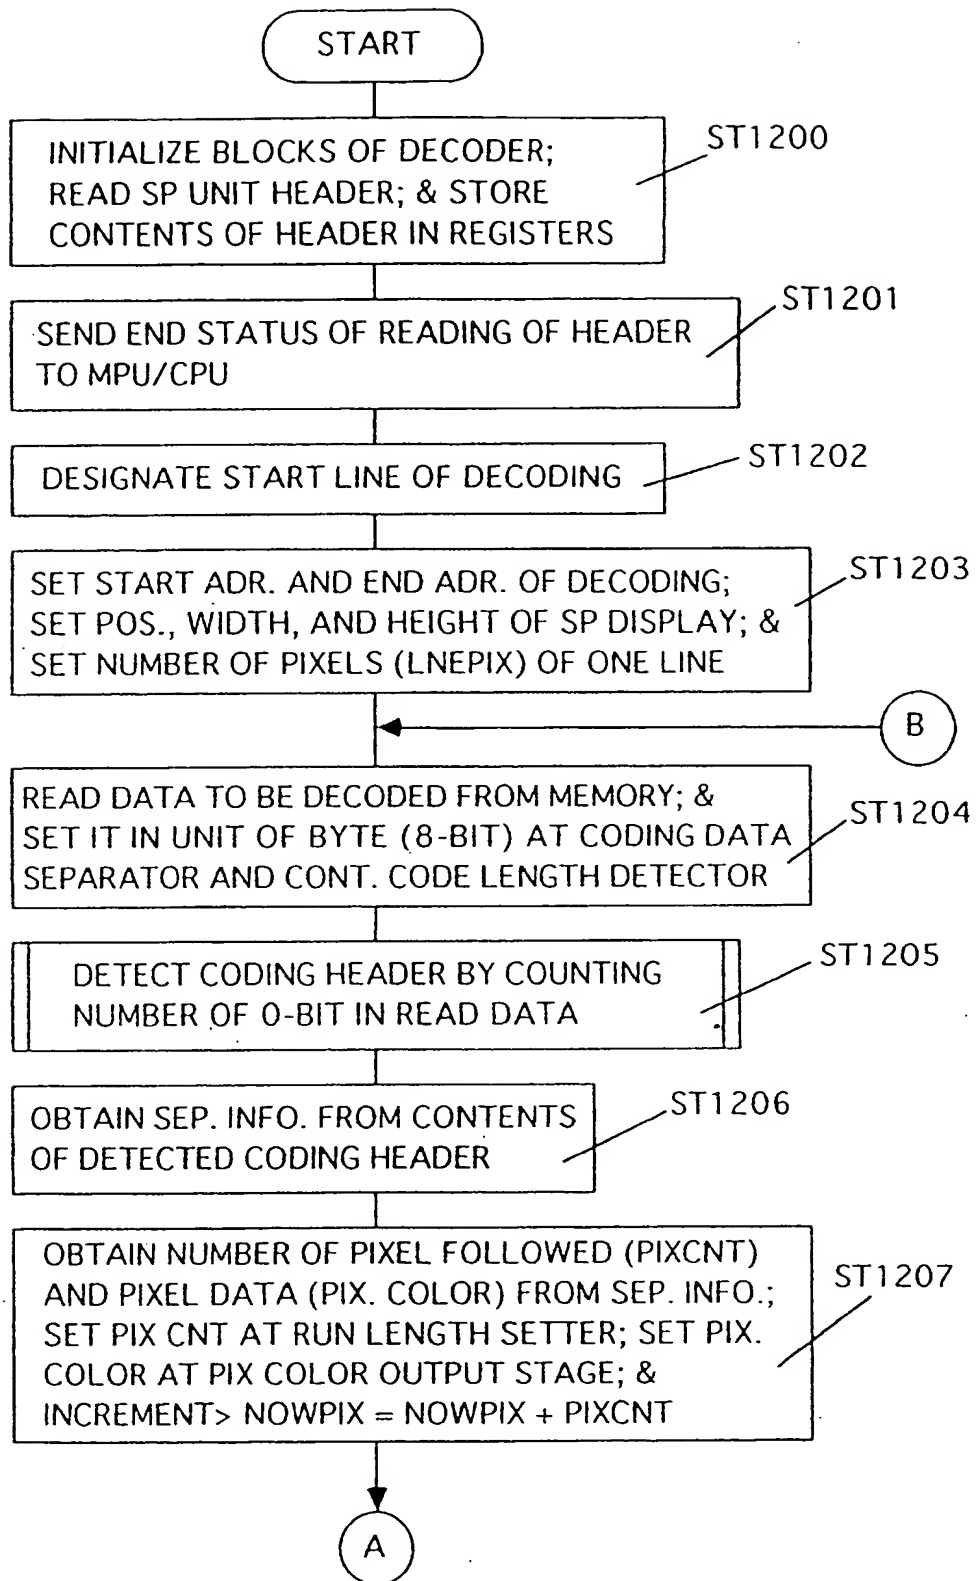 START
INITIALIZE BLOCKS OF DECODER;
READ SP UNIT HEADER; & STORE
CONTENTS OF HEADER IN REGISTERS
ST1200
SEND END STATUS OF READING OF HEADER
TO MPU/CPU
ST1201
DESIGNATE START LINE OF DECODING
ST1202
SET START ADR. AND END ADR. OF DECODING;
SET POS., WIDTH, AND HEIGHT OF SP DISPLAY; &
SET NUMBER OF PIXELS (LNEPIX) OF ONE LINE
ST1203
B
READ DATA TO BE DECODED FROM MEMORY; &
SET IT IN UNIT OF BYTE (8-BIT) AT CODING DATA
SEPARATOR AND CONT. CODE LENGTH DETECTOR
ST1204
DETECT CODING HEADER BY COUNTING
NUMBER OF 0-BIT IN READ DATA
ST1205
OBTAIN SEP. INFO. FROM CONTENTS
OF DETECTED CODING HEADER
ST1206
OBTAIN NUMBER OF PIXEL FOLLOWED (PIXCNT)
AND PIXEL DATA (PIX. COLOR) FROM SEP. INFO.;
SET PIX CNT AT RUN LENGTH SETTER; SET PIX.
COLOR AT PIX COLOR OUTPUT STAGE; &
INCREMENT> NOWPIX = NOWPIX + PIXCNT
ST1207
A